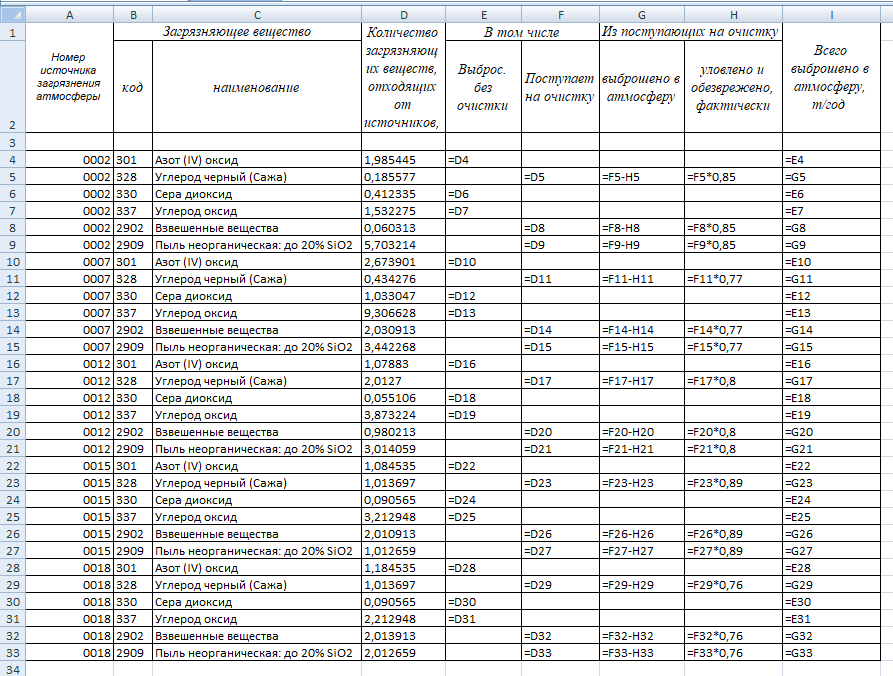 A B C D E F G H I
1 Загрязняющее вещество Количество загрязняющ их веществ, отходящих от источников, В том числе Из поступающих на очистку Всего выброшено в атмосферу, т/год
2 Номер источника загрязнения атмосферы код наименование Выброс. без очистки Поступает на очистку выброшено в атмосферу уловлено и обезврежено, фактически
3
4 0002 301 Азот (IV) оксид 1,985445 =D4 =E4
5 0002 328 Углерод черный (Сажа) 0,185577 =D5 =F5-H5 =F5*0,85 =G5
6 0002 330 Сера диоксид 0,412335 =D6 =E6
7 0002 337 Углерод оксид 1,532275 =D7 =E7
8 0002 2902 Взвешенные вещества 0,060313 =D8 =F8-H8 =F8*0,85 =G8
9 0002 2909 Пыль неорганическая: до 20% SiO2 5,703214 =D9 =F9-H9 =F9*0,85 =G9
10 0007 301 Азот (IV) оксид 2,673901 =D10 =E10
11 0007 328 Углерод черный (Сажа) 0,434276 =D11 =F11-H11 =F11*0,77 =G11
12 0007 330 Сера диоксид 1,033047 =D12 =E12
13 0007 337 Углерод оксид 9,306628 =D13 =E13
14 0007 2902 Взвешенные вещества 2,030913 =D14 =F14-H14 =F14*0,77 =G14
15 0007 2909 Пыль неорганическая: до 20% SiO2 3,442268 =D15 =F15-H15 =F15*0,77 =G15
16 0012 301 Азот (IV) оксид 1,07883 =D16 =E16
17 0012 328 Углерод черный (Сажа) 2,0127 =D17 =F17-H17 =F17*0,8 =G17
18 0012 330 Сера диоксид 0,055106 =D18 =E18
19 0012 337 Углерод оксид 3,873224 =D19 =E19
20 0012 2902 Взвешенные вещества 0,980213 =D20 =F20-H20 =F20*0,8 =G20
21 0012 2909 Пыль неорганическая: до 20% SiO2 3,014059 =D21 =F21-H21 =F21*0,8 =G21
22 0015 301 Азот (IV) оксид 1,084535 =D22 =E22
23 0015 328 Углерод черный (Сажа) 1,013697 =D23 =F23-H23 =F23*0,89 =G23
24 0015 330 Сера диоксид 0,090565 =D24 =E24
25 0015 337 Углерод оксид 3,212948 =D25 =E25
26 0015 2902 Взвешенные вещества 2,010913 =D26 =F26-H26 =F26*0,89 =G26
27 0015 2909 Пыль неорганическая: до 20% SiO2 1,012659 =D27 =F27-H27 =F27*0,89 =G27
28 0018 301 Азот (IV) оксид 1,184535 =D28 =E28
29 0018 328 Углерод черный (Сажа) 1,013697 =D29 =F29-H29 =F29*0,76 =G29
30 0018 330 Сера диоксид 0,090565 =D30 =E30
31 0018 337 Углерод оксид 2,212948 =D31 =E31
32 0018 2902 Взвешенные вещества 2,013913 =D32 =F32-H32 =F32*0,76 =G32
33 0018 2909 Пыль неорганическая: до 20% SiO2 2,012659 =D33 =F33-H33 =F33*0,76 =G33
34